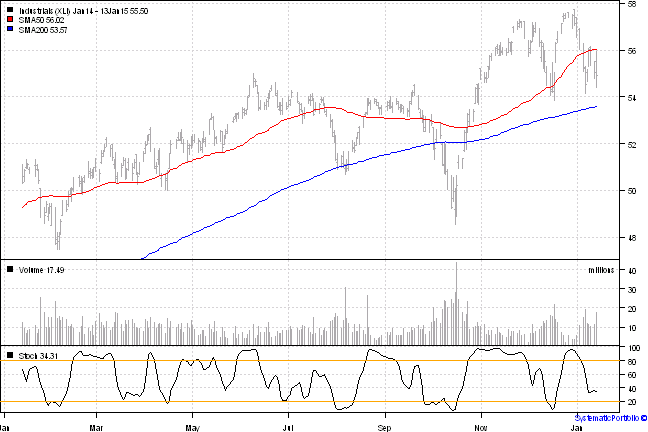 Industrials (XLI) Jan 14 - 13Jan15 55.50
SMA50 56.02
SMA200 53.57
58
56
54
52
50
48
Volume 17.49
millions
40
30
20
10
Stoch 34.31
100
80
60
40
20
Jan
Mar
May
Jul
Sep
Nov
Jan
SystematicPortfolio ©